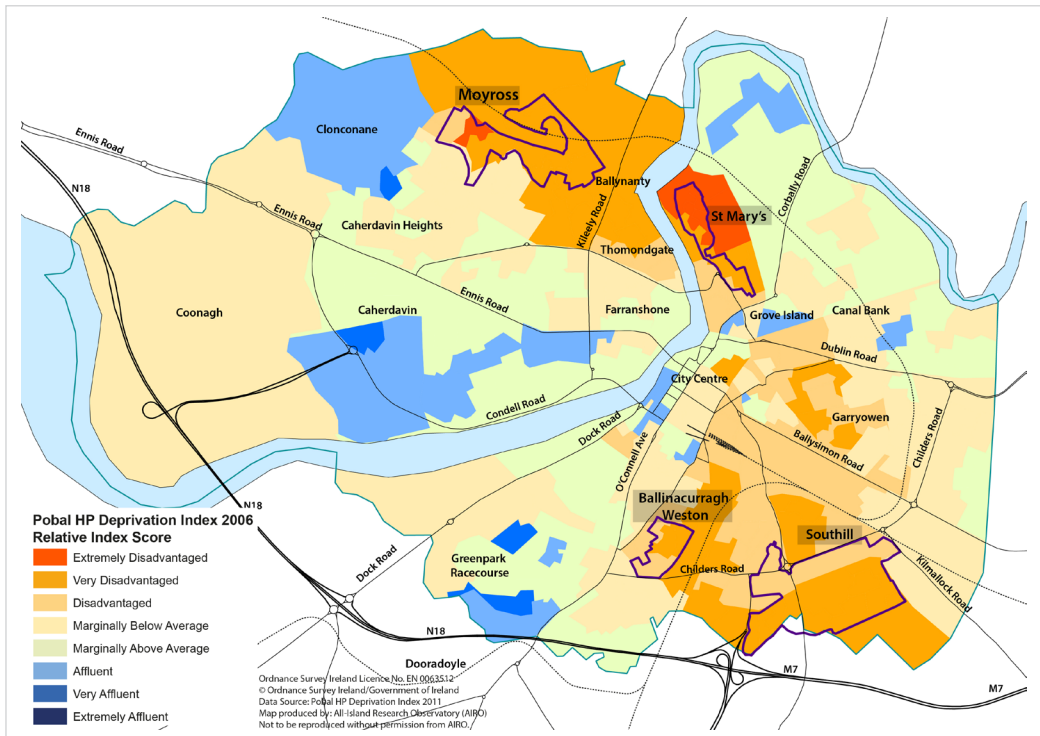 Moyross
Clonconane
Ennis Road
N18
Ballynanty
St Mary's
Corbally Road
Kileely Road
Ennis Road
Caherdavin Heights
Thomondgate
Ennis Road
Coonagh
Caherdavin
Farranshone
Grove Island
Canal Bank
Dublin Road
City Centre
Condell Road
Dock Road
Garryowen
Childers Road
O'Connell Ave
Ballysimon Road
Ballinacurragh
Weston
N18
Southill
Pobal HP Deprivation Index 2006
Relative Index Score
Extremely Disadvantaged
Very Disadvantaged
Disadvantaged
Marginally Below Average
Marginally Above Average
Affluent
Very Affluent
Extremely Affluent
Dock Road
Greenpark
Racecourse
Childers Road
Kilmallock Road
N18
Dooradoyle
M7
M7
Ordnance Survey Ireland Licence No. EN 0063512
© Ordnance Survey Ireland/Government of Ireland
Data Source: Pobal HP Deprivation Index 2011
Map produced by: All-Island Research Observatory (AIRO)
Not to be reproduced without permission from AIRO.